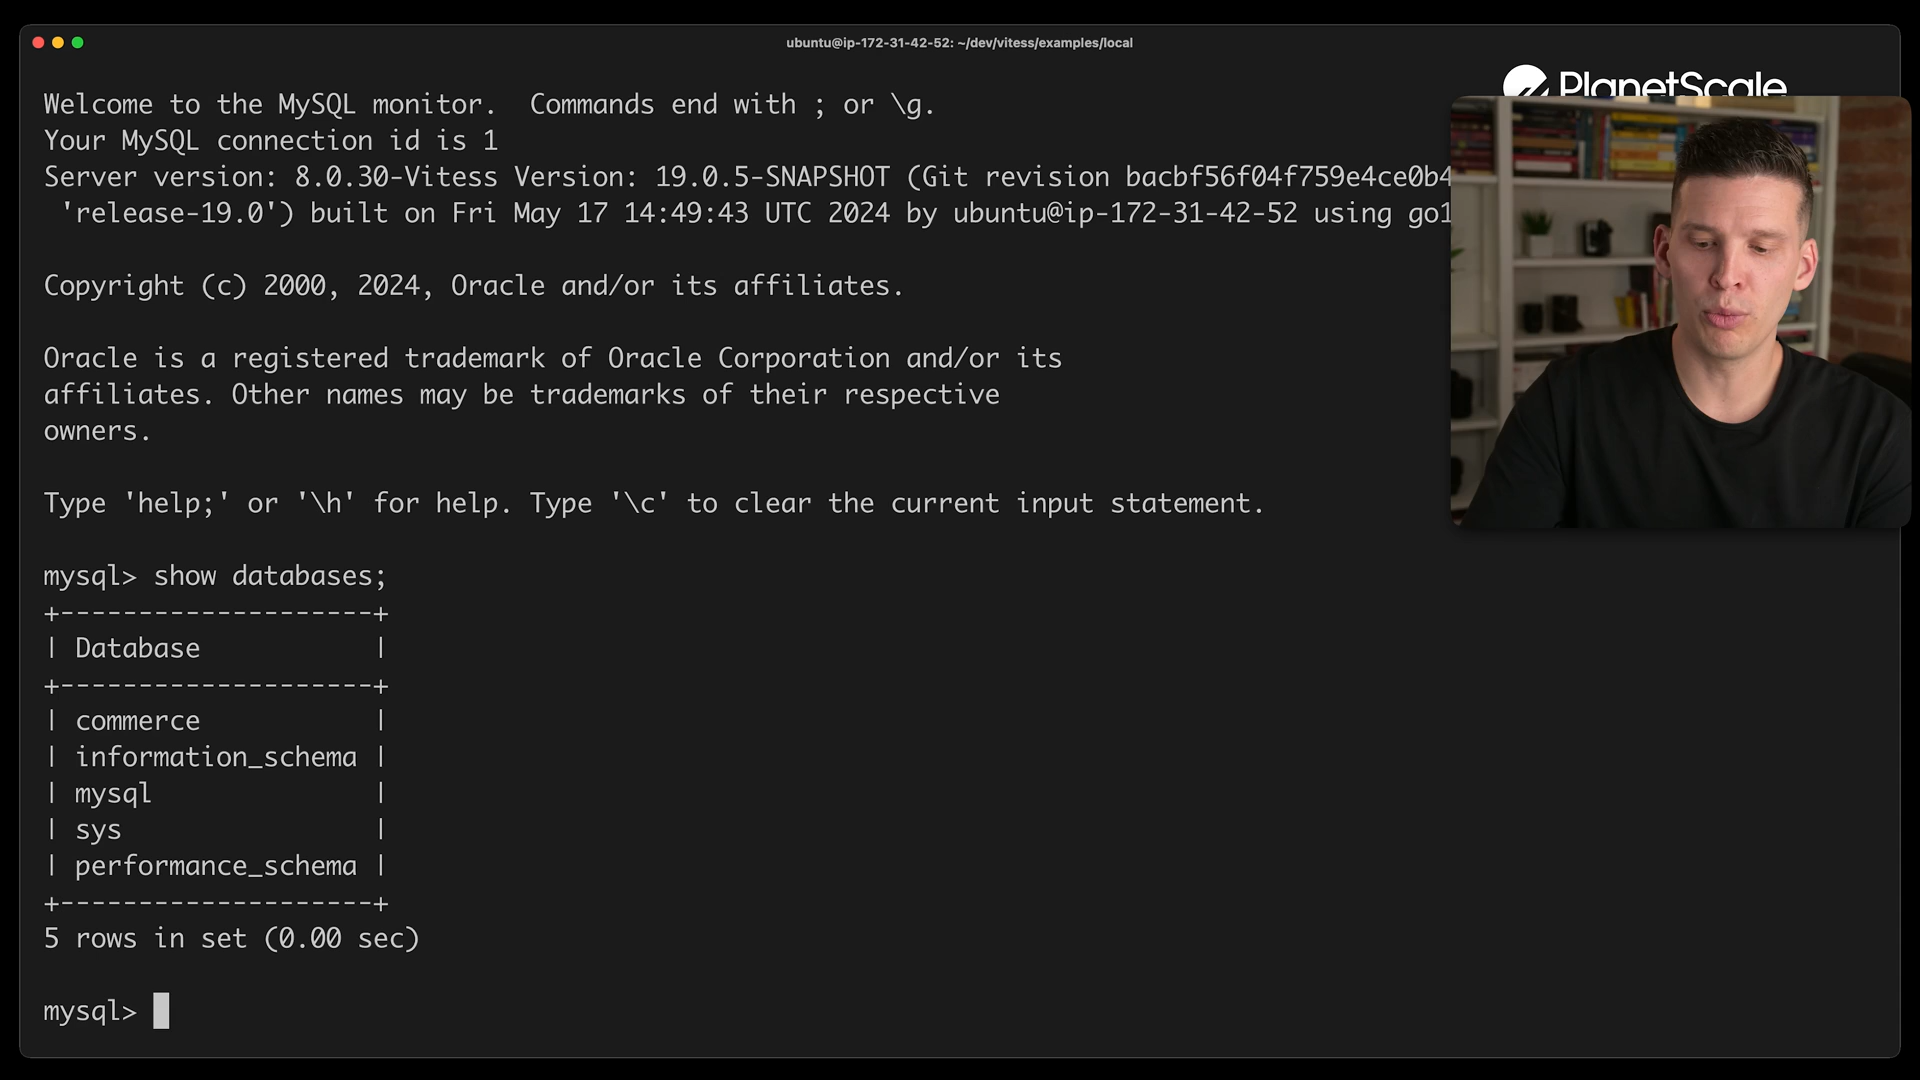 ubuntu@ip-172-31-42-52: ~/dev/vitess/examples/local
PlanetScale
Welcome to the MySQL monitor.  Commands end with ; or \g.
Your MySQL connection id is 1
Server version: 8.0.30-Vitess Version: 19.0.5-SNAPSHOT (Git revision bacbf56f04f759e4ce0b4
 'release-19.0') built on Fri May 17 14:49:43 UTC 2024 by ubuntu@ip-172-31-42-52 using go1
Copyright (c) 2000, 2024, Oracle and/or its affiliates.
Oracle is a registered trademark of Oracle Corporation and/or its
affiliates. Other names may be trademarks of their respective
owners.
Type 'help;' or '\h' for help. Type '\c' to clear the current input statement.
mysql> show databases;
+--------------------+
| Database           |
+--------------------+
| commerce           |
| information_schema |
| mysql              |
| sys                |
| performance_schema |
+--------------------+
5 rows in set (0.00 sec)
mysql>